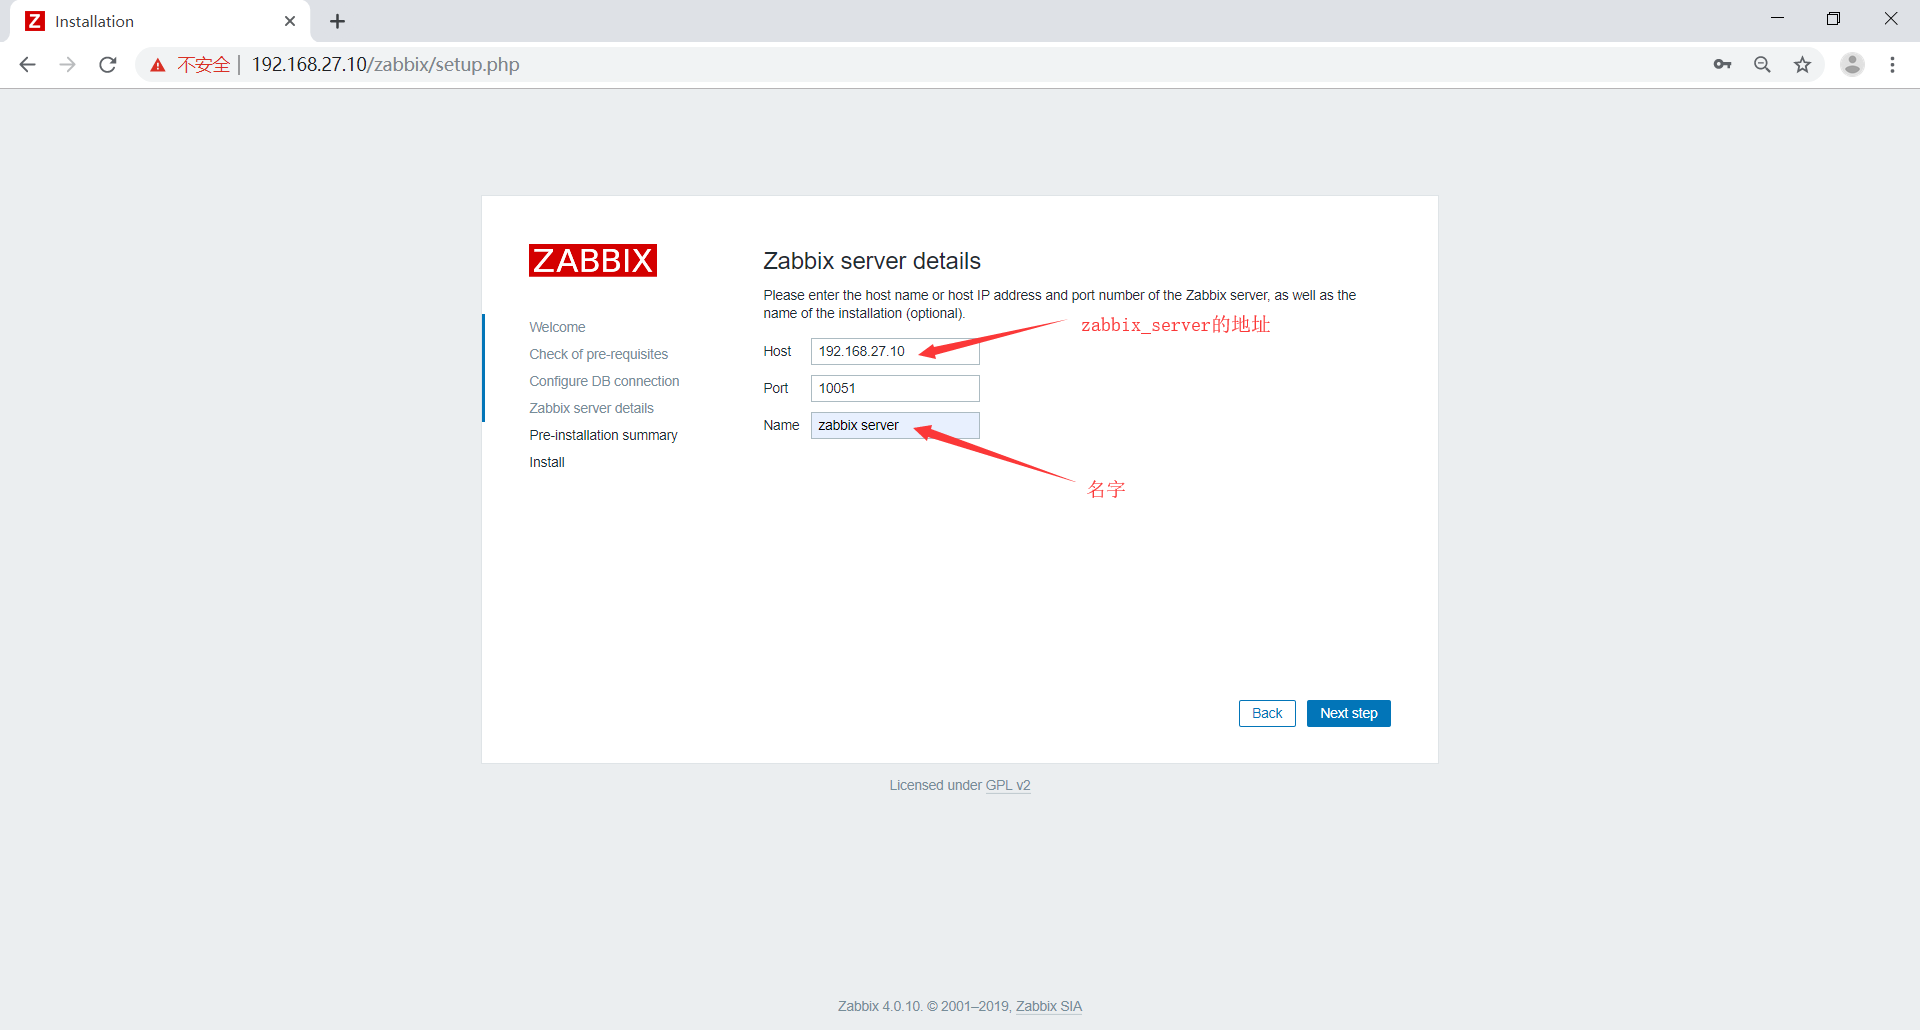 Installation
不安全 | 192.168.27.10/zabbix/setup.php
ZABBIX
Welcome
Check of pre-requisites
Configure DB connection
Zabbix server details
Pre-installation summary
Install
Zabbix server details
Please enter the host name or host IP address and port number of the Zabbix server, as well as the
name of the installation (optional).
zabbix_server的地址
Host 192.168.27.10
Port 10051
Name zabbix server
名字
Back Next step
Licensed under GPL v2
Zabbix 4.0.10. © 2001–2019, Zabbix SIA